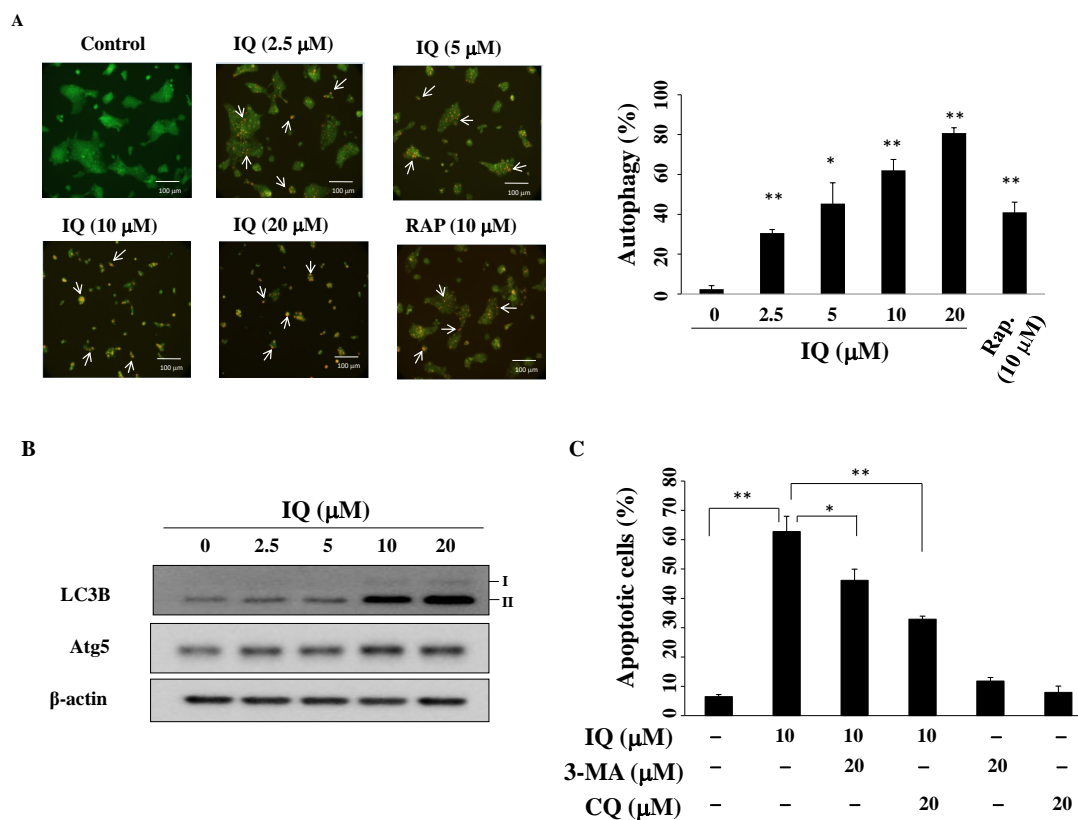 A
Control
IQ (2.5 μM)
IQ (5 μM)
100 μm
100 μm
100 μm
IQ (10 μM)
IQ (20 μM)
RAP (10 μM)
100 μm
100 μm
100 μm
Autophagy (%)
100
80
60
40
20
0
**
*
**
**
**
0 2.5 5 10 20
IQ (μM)
Rap.
(10 μM)
B
IQ (μM)
0 2.5 5 10 20
LC3B
I
II
Atg5
β-actin
C
Apoptotic cells (%)
80
70
60
50
40
30
20
10
0
**
**
*
IQ (μM) – 10 10 10 – –
3-MA (μM) – – 20 – 20 –
CQ (μM) – – – 20 – 20